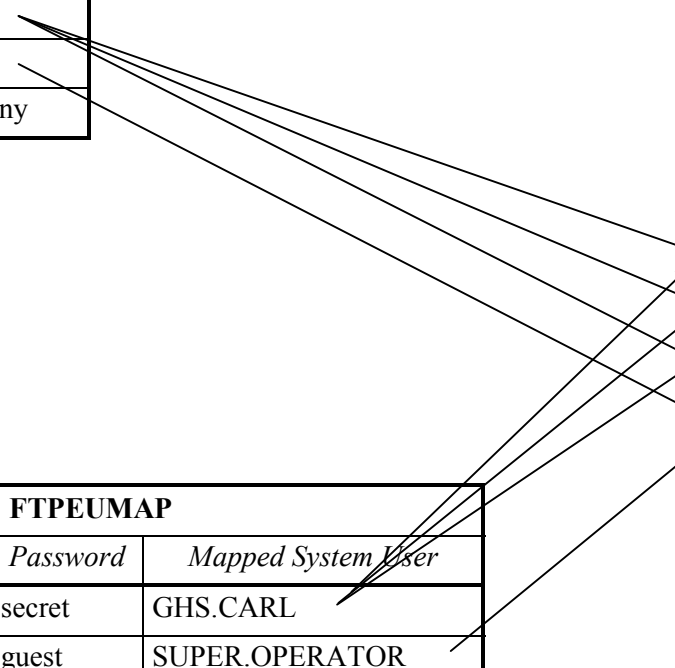 ny
FTPEUMAP
Password Mapped System User
secret GHS.CARL
guest SUPER.OPERATOR